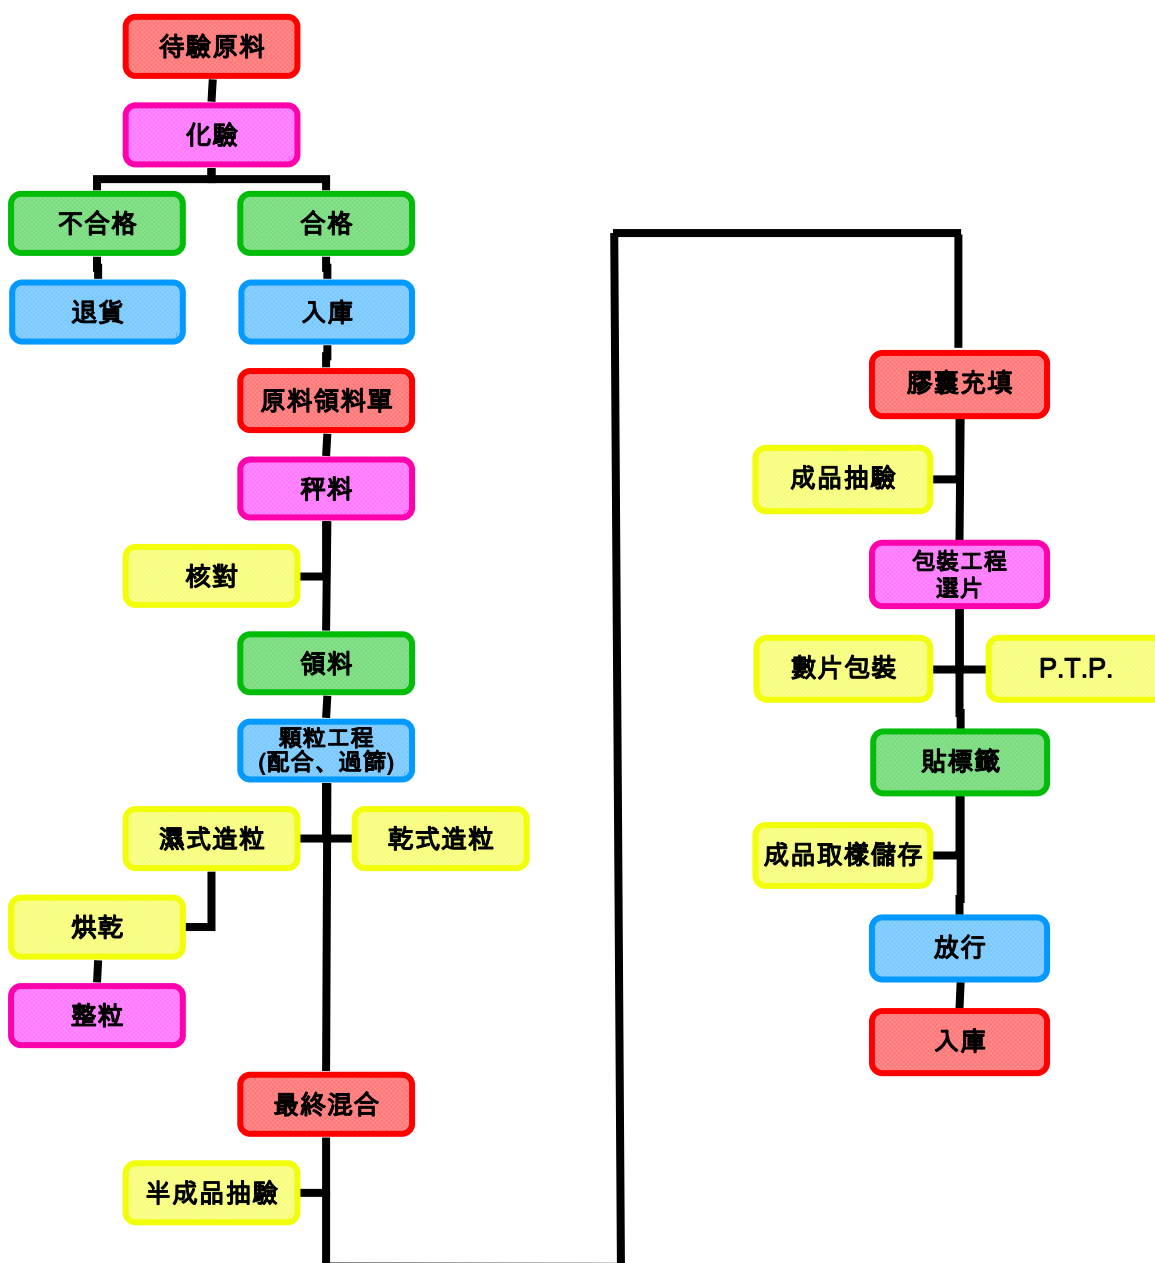 待驗原料
化驗
不合格
合格
退貨
入庫
原料領料單
秤料
核對
領料
顆粒工程
(配合、過篩)
濕式造粒
乾式造粒
烘乾
整粒
最終混合
半成品抽驗
膠囊充填
成品抽驗
包裝工程
選片
數片包裝
P.T.P.
貼標籤
成品取樣儲存
放行
入庫